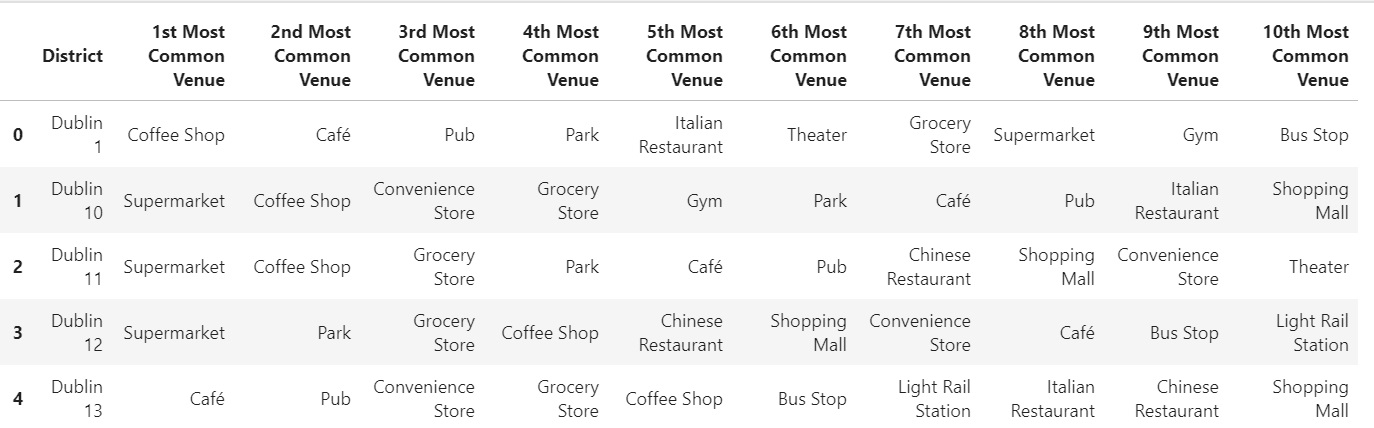 District 1st Most Common Venue 2nd Most Common Venue 3rd Most Common Venue 4th Most Common Venue 5th Most Common Venue 6th Most Common Venue 7th Most Common Venue 8th Most Common Venue 9th Most Common Venue 10th Most Common Venue
0 Dublin 1 Coffee Shop Café Pub Park Italian Restaurant Theater Grocery Store Supermarket Gym Bus Stop
1 Dublin 10 Supermarket Coffee Shop Convenience Store Grocery Store Gym Park Café Pub Italian Restaurant Shopping Mall
2 Dublin 11 Supermarket Coffee Shop Grocery Store Park Café Pub Chinese Restaurant Shopping Mall Convenience Store Theater
3 Dublin 12 Supermarket Park Grocery Store Coffee Shop Chinese Restaurant Shopping Mall Convenience Store Café Bus Stop Light Rail Station
4 Dublin 13 Café Pub Convenience Store Grocery Store Coffee Shop Bus Stop Light Rail Station Italian Restaurant Chinese Restaurant Shopping Mall